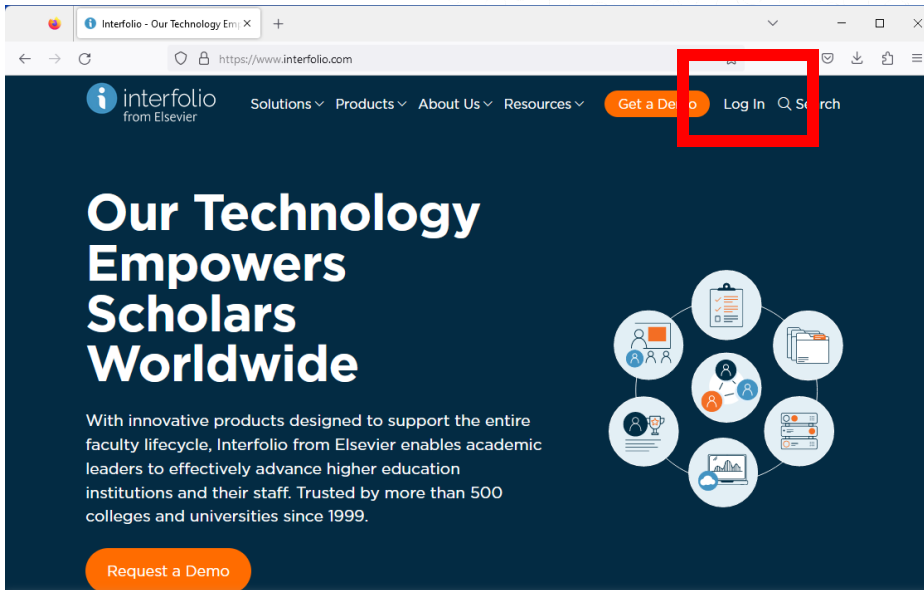 Interfolio - Our Technology Em
https://www.interfolio.com
interfolio
from Elsevier
Solutions Products About Us Resources Get a De Log In Search
Our Technology
Empowers
Scholars
Worldwide
With innovative products designed to support the entire
faculty lifecycle, Interfolio from Elsevier enables academic
leaders to effectively advance higher education
institutions and their staff. Trusted by more than 500
colleges and universities since 1999.
Request a Demo